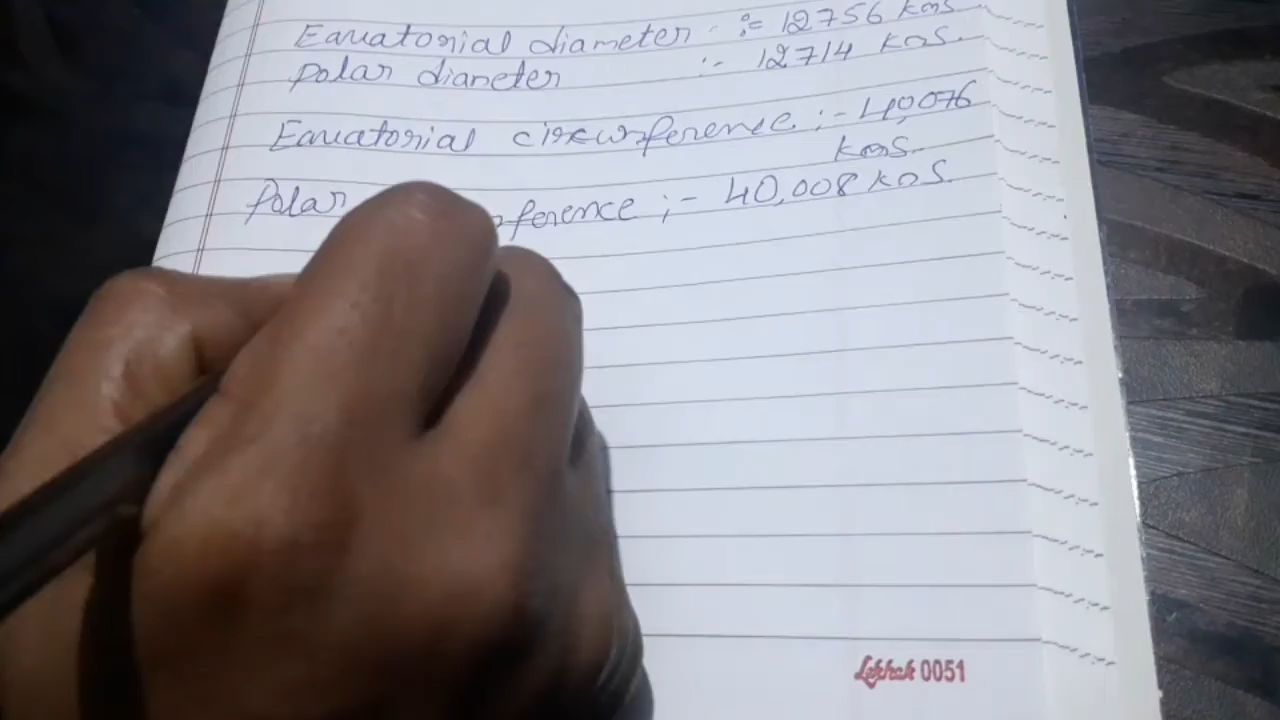 Equatorial diameter :- = 12756 kms
Polar diameter :- 12714 kms.
Equatorial circumference :- 40,076
kms.
Polar ference :- 40,008 kms
Lekhak 0051